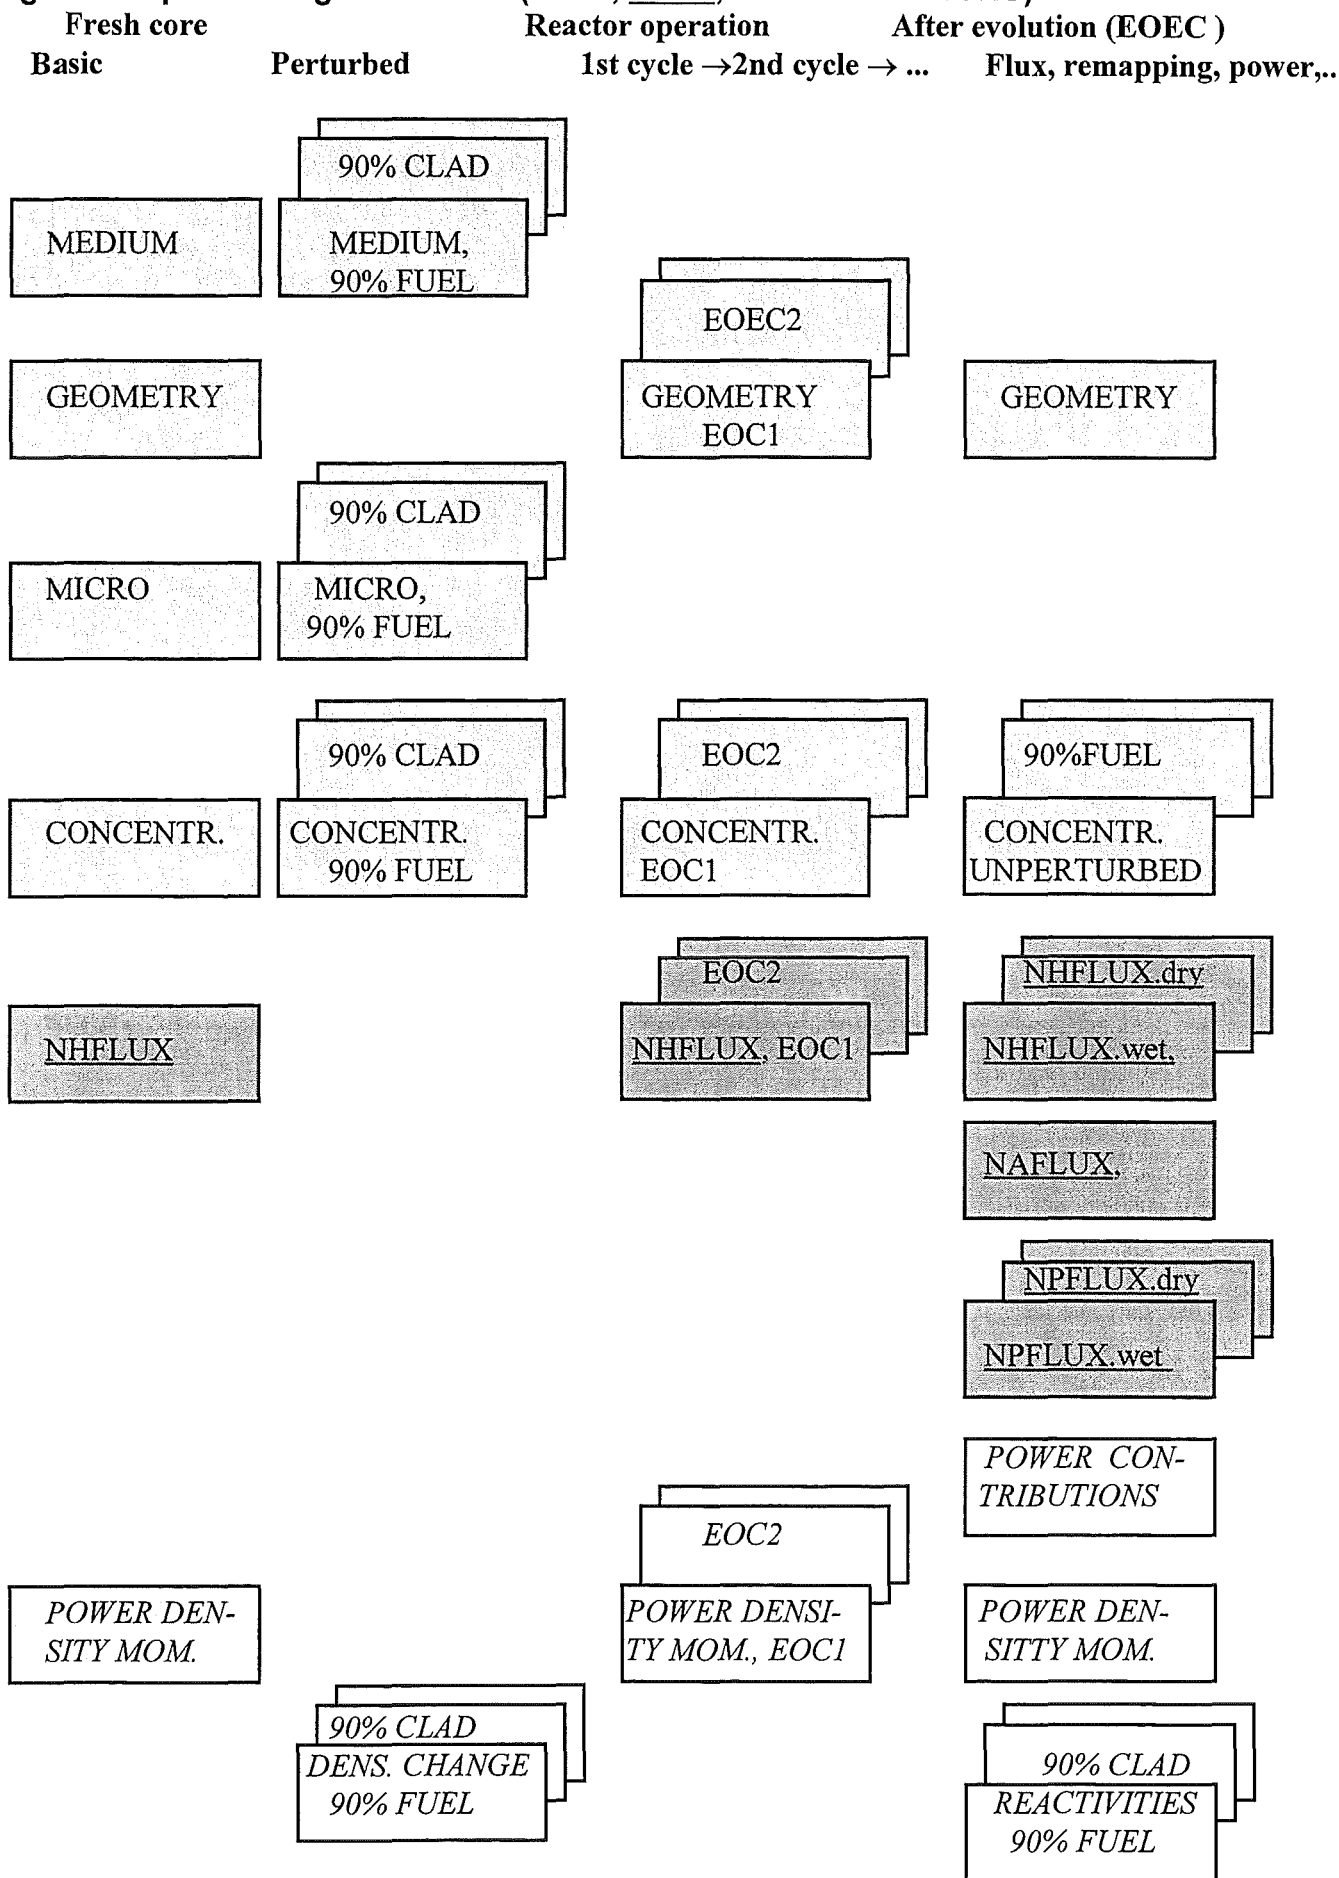 Fresh core Reactor operation After evolution (EOEC )
Basic Perturbed 1st cycle →2nd cycle → ... Flux, remapping, power,..
90% CLAD
MEDIUM
MEDIUM,
90% FUEL
EOEC2
GEOMETRY
GEOMETRY
EOC1
GEOMETRY
90% CLAD
MICRO
MICRO,
90% FUEL
90% CLAD
EOC2
90%FUEL
CONCENTR.
CONCENTR.
90% FUEL
CONCENTR.
EOC1
CONCENTR.
UNPERTURBED
EOC2
NHFLUX.dry
NHFLUX
NHFLUX, EOC1
NHFLUX.wet,
NAFLUX,
NPFLUX.dry
NPFLUX.wet
POWER CON-
TRIBUTIONS
EOC2
POWER DEN-
SITY MOM.
POWER DENSI-
TY MOM., EOC1
POWER DEN-
SITTY MOM.
90% CLAD
DENS. CHANGE
90% FUEL
90% CLAD
REACTIVITIES
90% FUEL